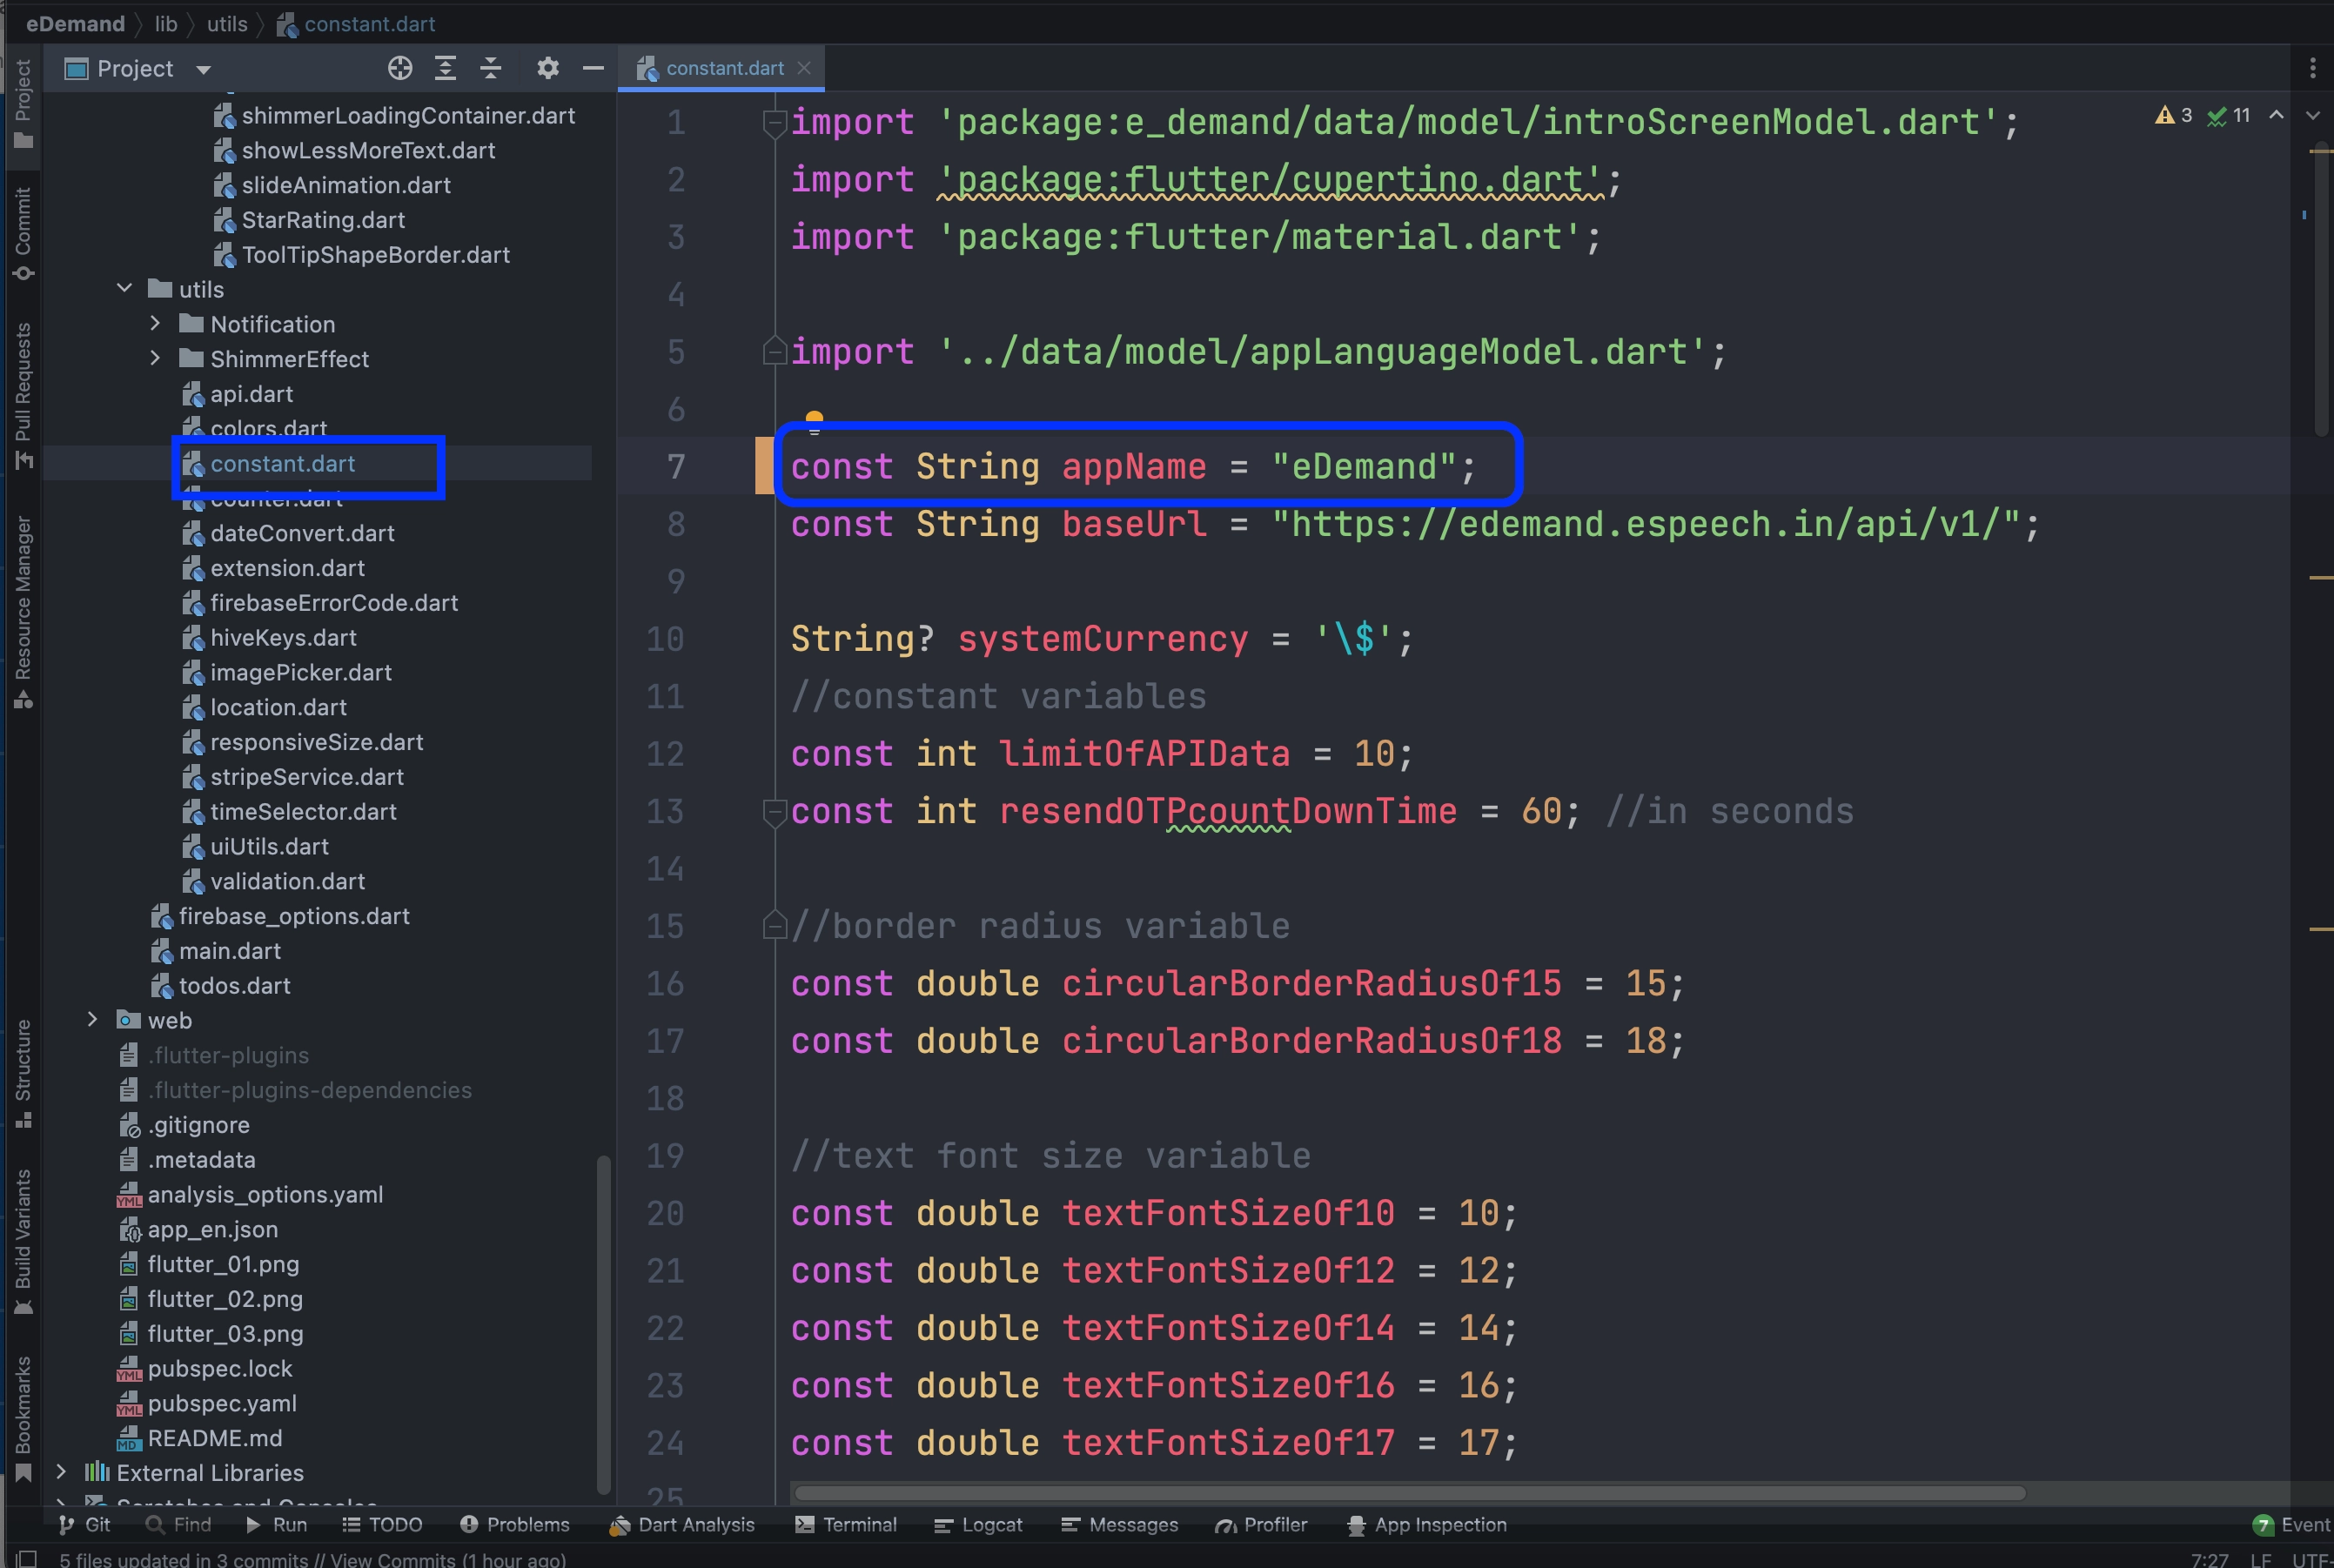 eDemand lib utils constant.dart
Project
constant.dart
Project
Commit
Pull Requests
Resource Manager
Structure
Build Variants
Bookmarks
shimmerLoadingContainer.dart
showLessMoreText.dart
slideAnimation.dart
StarRating.dart
ToolTipShapeBorder.dart
utils
Notification
ShimmerEffect
api.dart
colors.dart
constant.dart
counter.dart
dateConvert.dart
extension.dart
firebaseErrorCode.dart
hiveKeys.dart
imagePicker.dart
location.dart
responsiveSize.dart
stripeService.dart
timeSelector.dart
uiUtils.dart
validation.dart
firebase_options.dart
main.dart
todos.dart
web
.flutter-plugins
.flutter-plugins-dependencies
.gitignore
.metadata
analysis_options.yaml
app_en.json
flutter_01.png
flutter_02.png
flutter_03.png
pubspec.lock
pubspec.yaml
README.md
External Libraries
Scratches and Consoles
3 11
1 import 'package:e_demand/data/model/introScreenModel.dart';
2 import 'package:flutter/cupertino.dart';
3 import 'package:flutter/material.dart';
4
5 import '../data/model/appLanguageModel.dart';
6
7 const String appName = "eDemand";
8 const String baseUrl = "https://edemand.espeech.in/api/v1/";
9
10 String? systemCurrency = '\$';
11 //constant variables
12 const int limitOfAPIData = 10;
13 const int resendOTPcountDownTime = 60; //in seconds
14
15 //border radius variable
16 const double circularBorderRadiusOf15 = 15;
17 const double circularBorderRadiusOf18 = 18;
18
19 //text font size variable
20 const double textFontSizeOf10 = 10;
21 const double textFontSizeOf12 = 12;
22 const double textFontSizeOf14 = 14;
23 const double textFontSizeOf16 = 16;
24 const double textFontSizeOf17 = 17;
25
Git Find Run TODO Problems Dart Analysis Terminal Logcat Messages Profiler App Inspection 7 Event
5 files updated in 3 commits // View Commits (1 hour ago) 7:27 LF UTF-